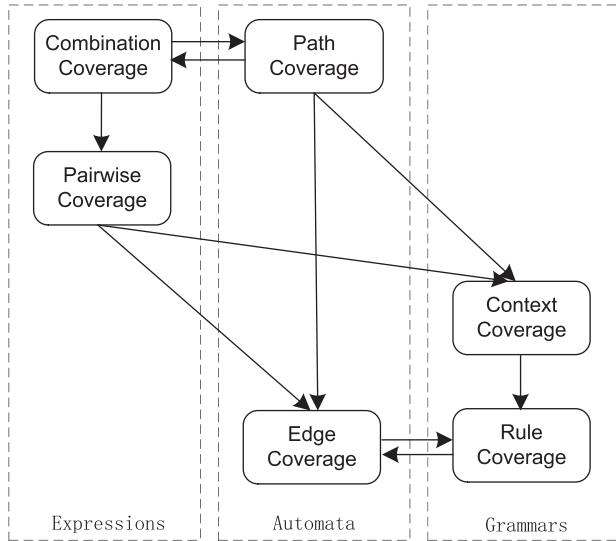 Combination
Coverage
Path
Coverage
Pairwise
Coverage
Context
Coverage
Edge
Coverage
Rule
Coverage
Expressions
Automata
Grammars